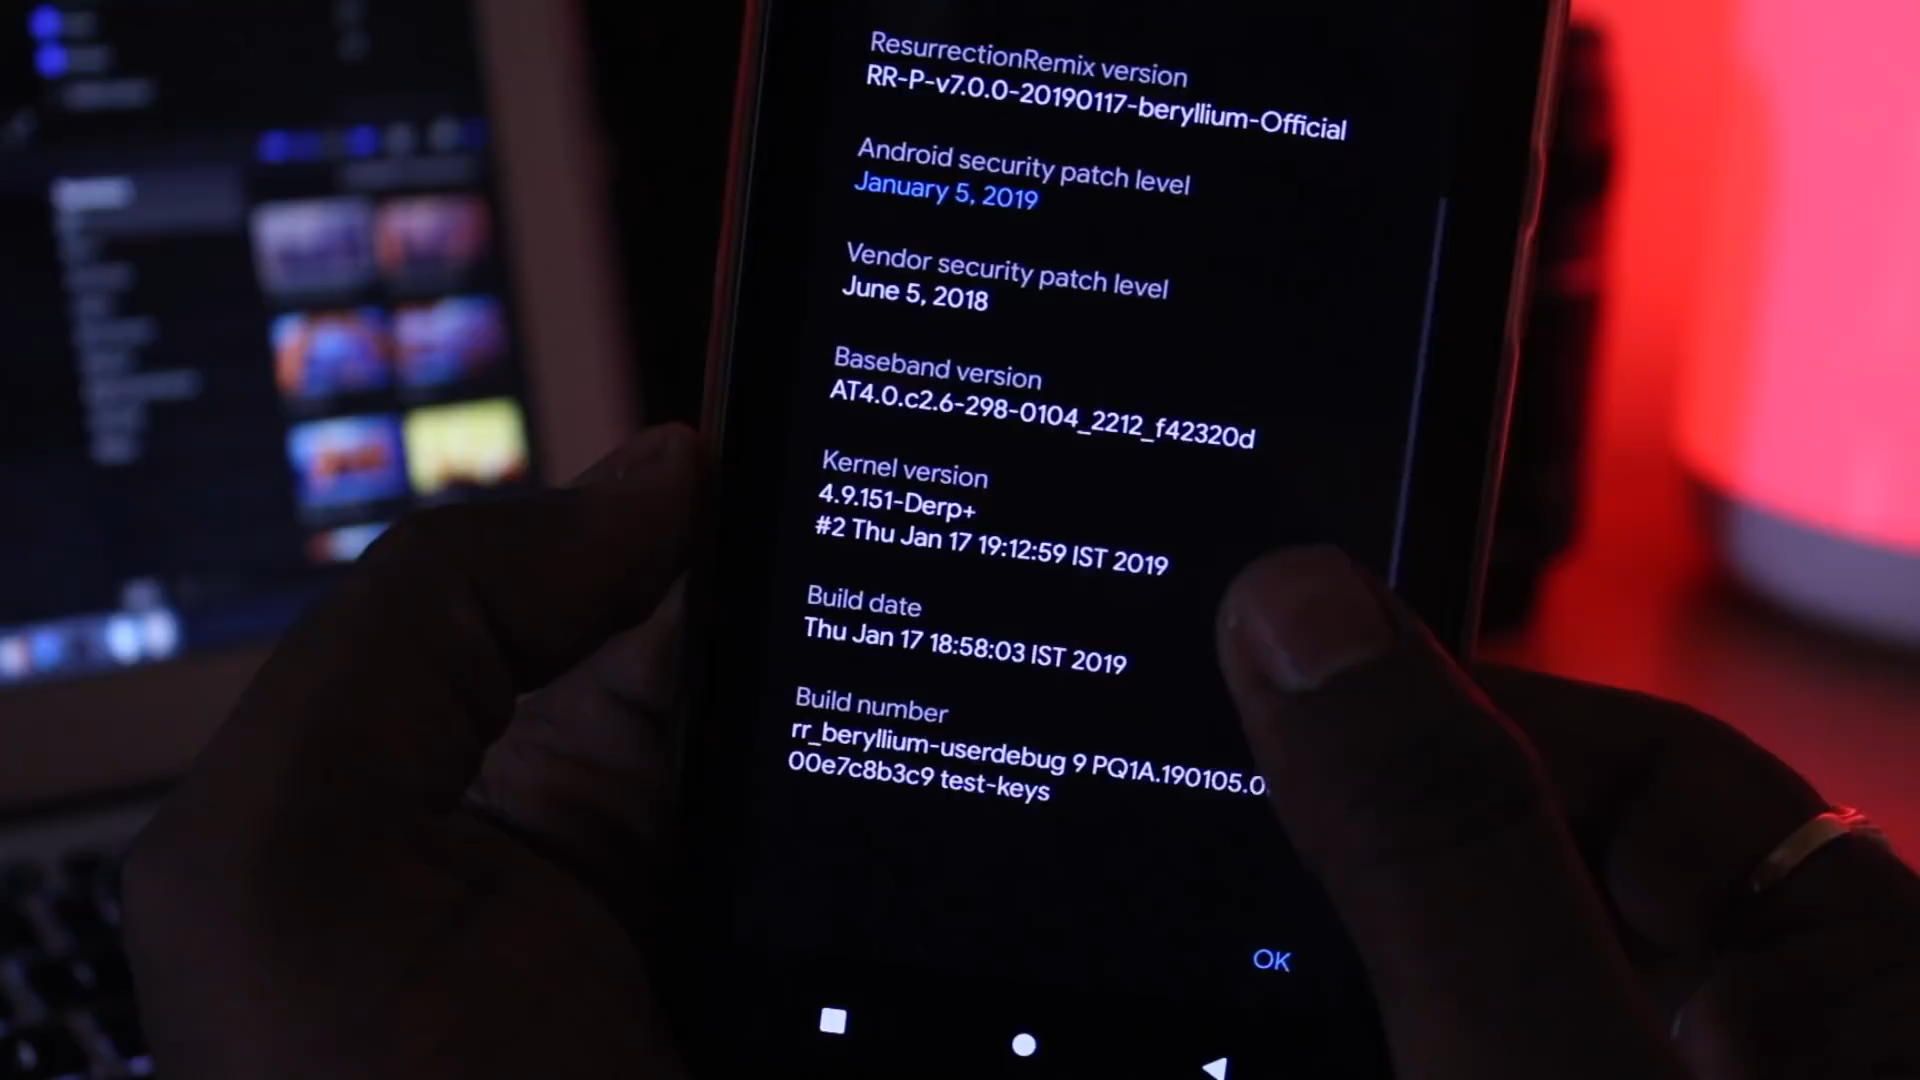 ResurrectionRemix version
RR-P-v7.0.0-20190117-beryllium-Official
Android security patch level
January 5, 2019
Vendor security patch level
June 5, 2018
Baseband version
AT4.0.c2.6-298-0104_2212_f42320d
Kernel version
4.9.151-Derp+
#2 Thu Jan 17 19:12:59 IST 2019
Build date
Thu Jan 17 18:58:03 IST 2019
Build number
rr_beryllium-userdebug 9 PQ1A.190105.0
00e7c8b3c9 test-keys
OK